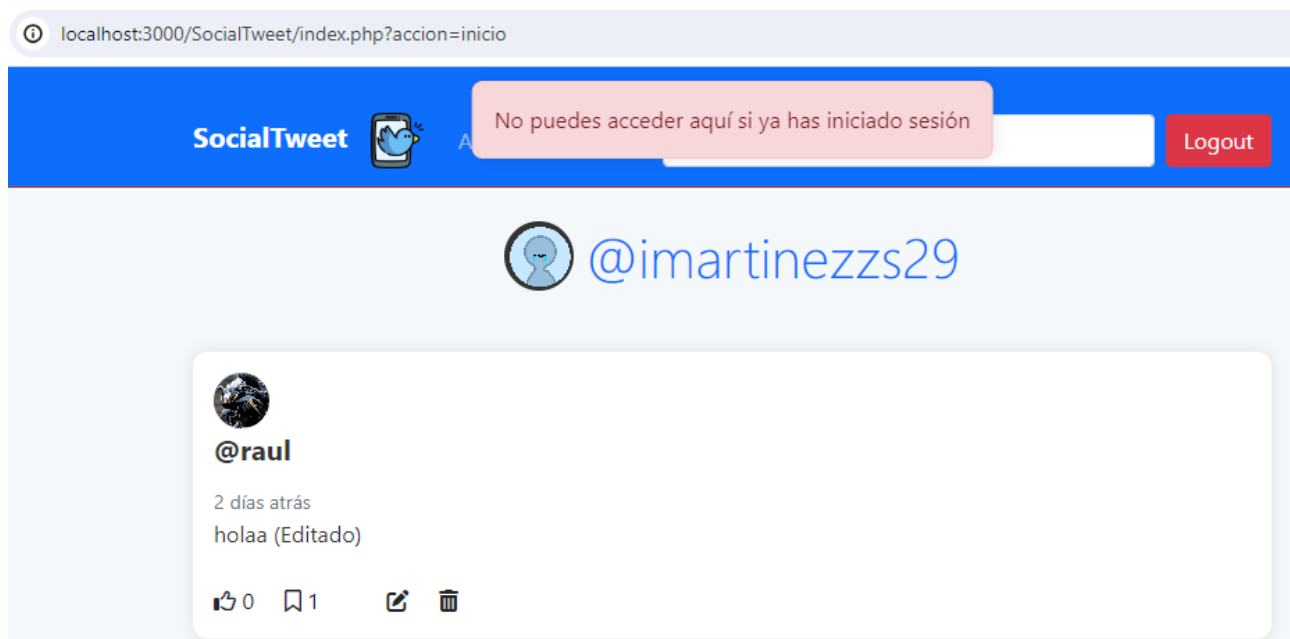 localhost:3000/SocialTweet/index.php?accion=inicio
No puedes acceder aquí si ya has iniciado sesión
SocialTweet
A
Logout
@imartinezzs29
@raul
2 días atrás
holaa (Editado)
0 1